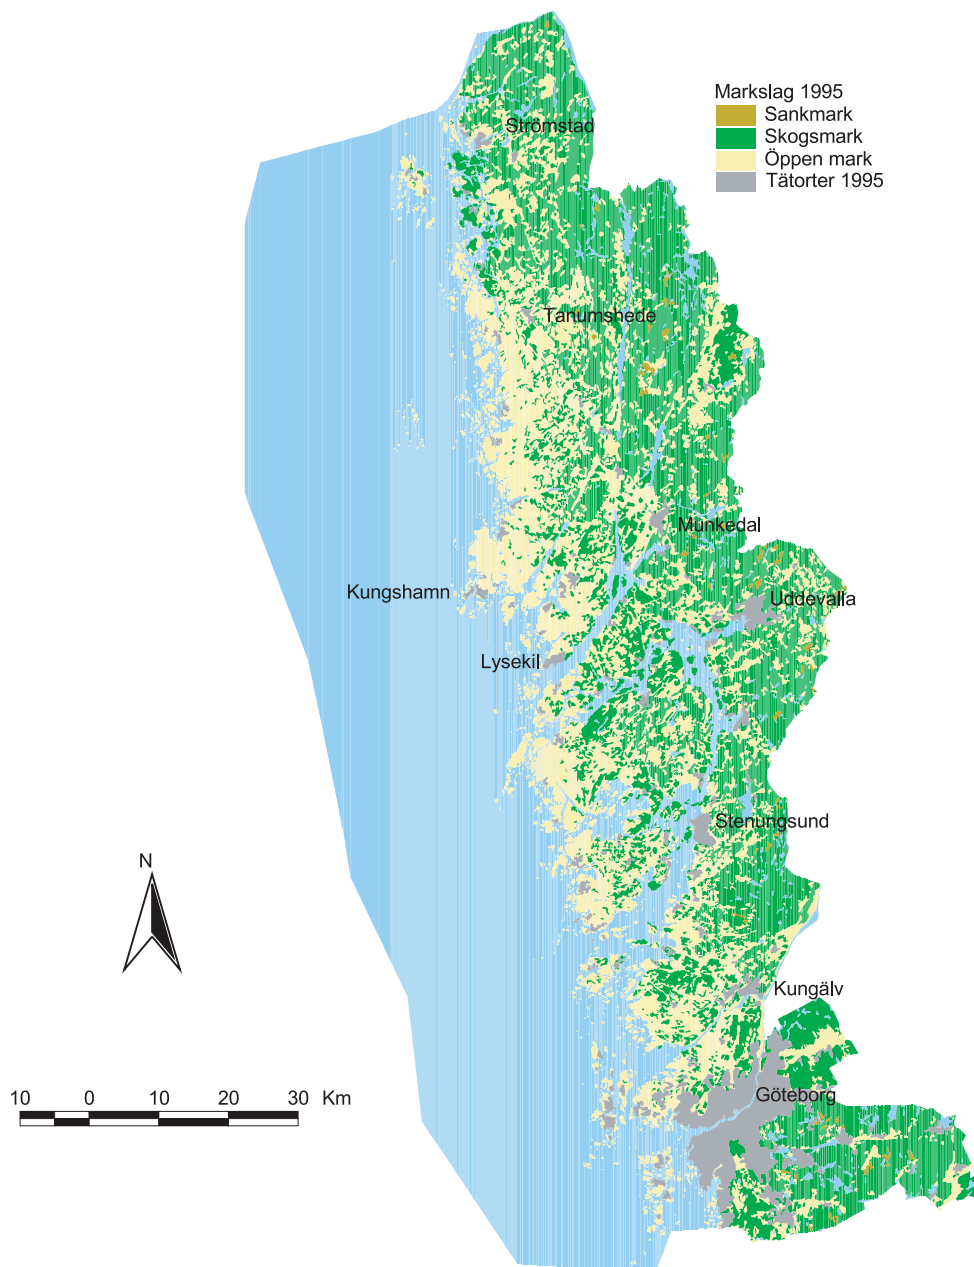 Markslag 1995
Sankmark
Skogsmark
Öppen mark
Tätorter 1995
Strömstad
Tanumshede
Munkedal
Kungshamn
Uddevalla
Lysekil
Stenungsund
N
Kungälv
Göteborg
10 0 10 20 30 Km